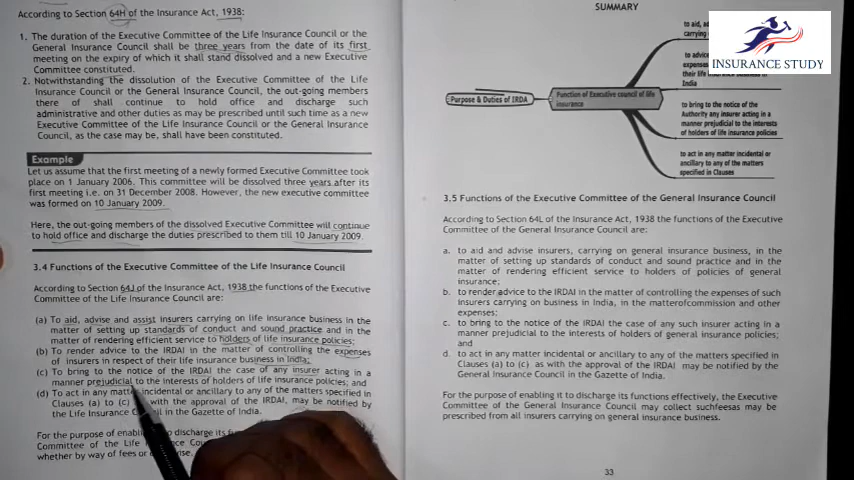 According to Section 64H of the Insurance Act, 1938:
1. The duration of the Executive Committee of the Life Insurance Council or the
General Insurance Council shall be three years from the date of its first
meeting on the expiry of which it shall stand dissolved and a new Executive
Committee constituted.
2. Notwithstanding the dissolution of the Executive Committee of the Life
Insurance Council or the General Insurance Council, the out-going members
there of shall continue to hold office and discharge such
administrative and other duties as may be prescribed until such time as a new
Executive Committee of the Life Insurance Council or the General Insurance
Council, as the case may be, shall have been constituted.
Example
Let us assume that the first meeting of a newly formed Executive Committee took
place on 1 January 2006. This committee will be dissolved three years after its
first meeting i.e. on 31 December 2008. However, the new executive committee
was formed on 10 January 2009.
Here, the out-going members of the dissolved Executive Committee will continue
to hold office and discharge the duties prescribed to them till 10 January 2009.
3.4 Functions of the Executive Committee of the Life Insurance Council
According to Section 64J of the Insurance Act, 1938 the functions of the Executive
Committee of the Life Insurance Council are:
(a) To aid, advise and assist insurers carrying on life insurance business in the
matter of setting up standards of conduct and sound practice and in the
matter of rendering efficient service to holders of life insurance policies;
(b) To render advice to the IRDAI in the matter of controlling the expenses
of insurers in respect of their life insurance business in India;
(c) To bring to the notice of the IRDAI the case of any insurer acting in a
manner prejudicial to the interests of holders of life insurance policies; and
(d) To act in any matter incidental or ancillary to any of the matters specified in
Clauses (a) to (c) with the approval of the IRDAI, may be notified by
the Life Insurance Council in the Gazette of India.
For the purpose of discharge its
Committee of the Life
whether by way of fees or
SUMMARY
Purpose & Duties of IRDA
Function of Executive council of life
insurance
to aid,
carrying
to advice
expenses
their life
India
to bring to the notice of the
Authority any insurer acting in a
manner prejudicial to the interests
of holders of life insurance policies
to act in any matter incidental or
ancillary to any of the matters
specified in Clauses
INSURANCE STUDY
3.5 Functions of the Executive Committee of the General Insurance Council
According to Section 64L of the Insurance Act, 1938 the functions of the Executive
Committee of the General Insurance Council are:
a. to aid and advise insurers, carrying on general insurance business, in the
matter of setting up standards of conduct and sound practice and in the
matter of rendering efficient service to holders of policies of general
insurance;
b. to render advice to the IRDAI in the matter of controlling the expenses of such
insurers carrying on business in India, in the matterofcommission and other
expenses;
c. to bring to the notice of the IRDAI the case of any such insurer acting in a
manner prejudicial to the interests of holders of general insurance policies;
and
d. to act in any matter incidental or ancillary to any of the matters specified in
Clauses (a) to (c) as with the approval of the IRDAI may be notified by the
General Insurance Council in the Gazette of India.
For the purpose of enabling it to discharge its functions effectively, the Executive
Committee of the General Insurance Council may collect suchfeesas may be
prescribed from all insurers carrying on general insurance business.
33